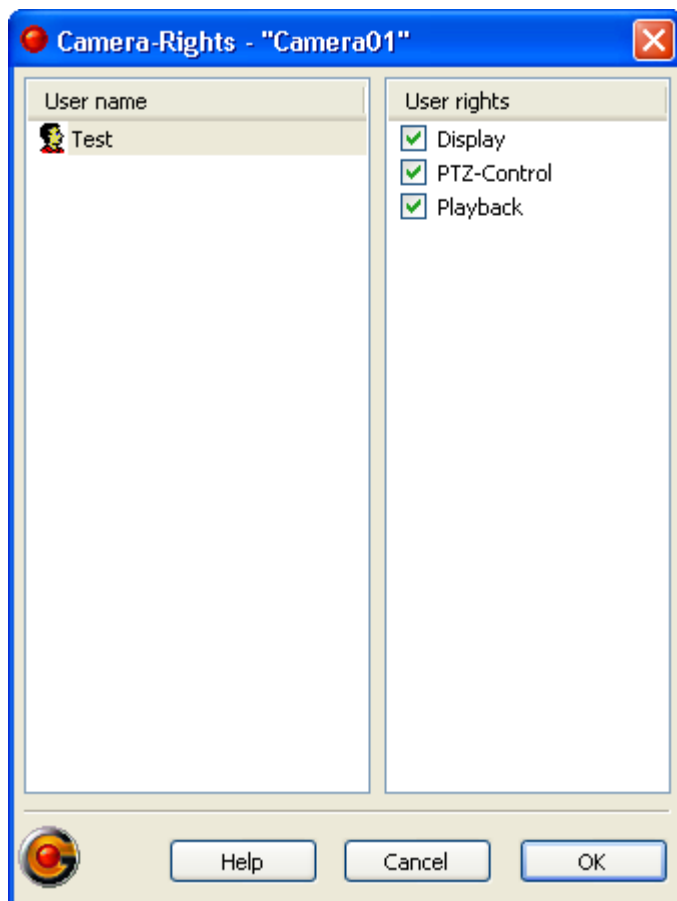 Camera-Rights - "Camera01"
User name
Test
User rights
Display
PTZ-Control
Playback
Help
Cancel
OK